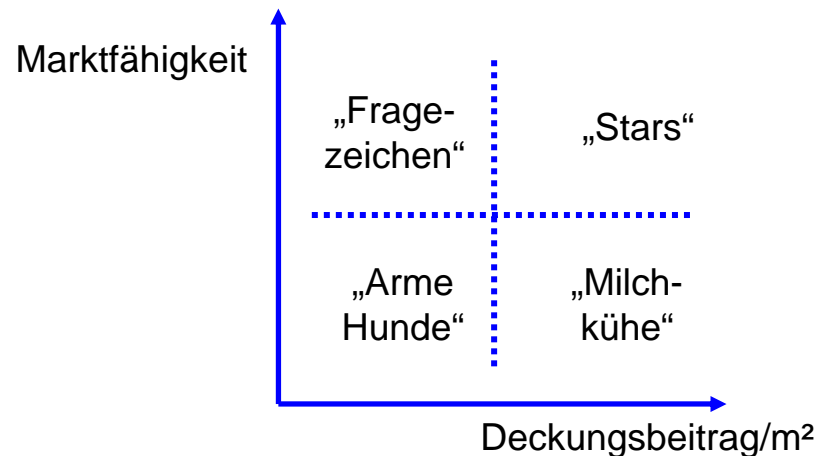 Marktfähigkeit
„Frage-
zeichen“
„Stars“
„Arme
Hunde“
„Milch-
kühe“
Deckungsbeitrag/m²